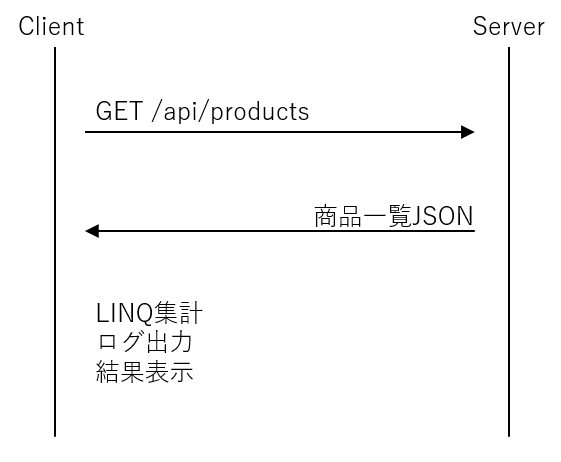 Client
Server
GET /api/products
商品一覧JSON
LINQ集計
ログ出力
結果表示